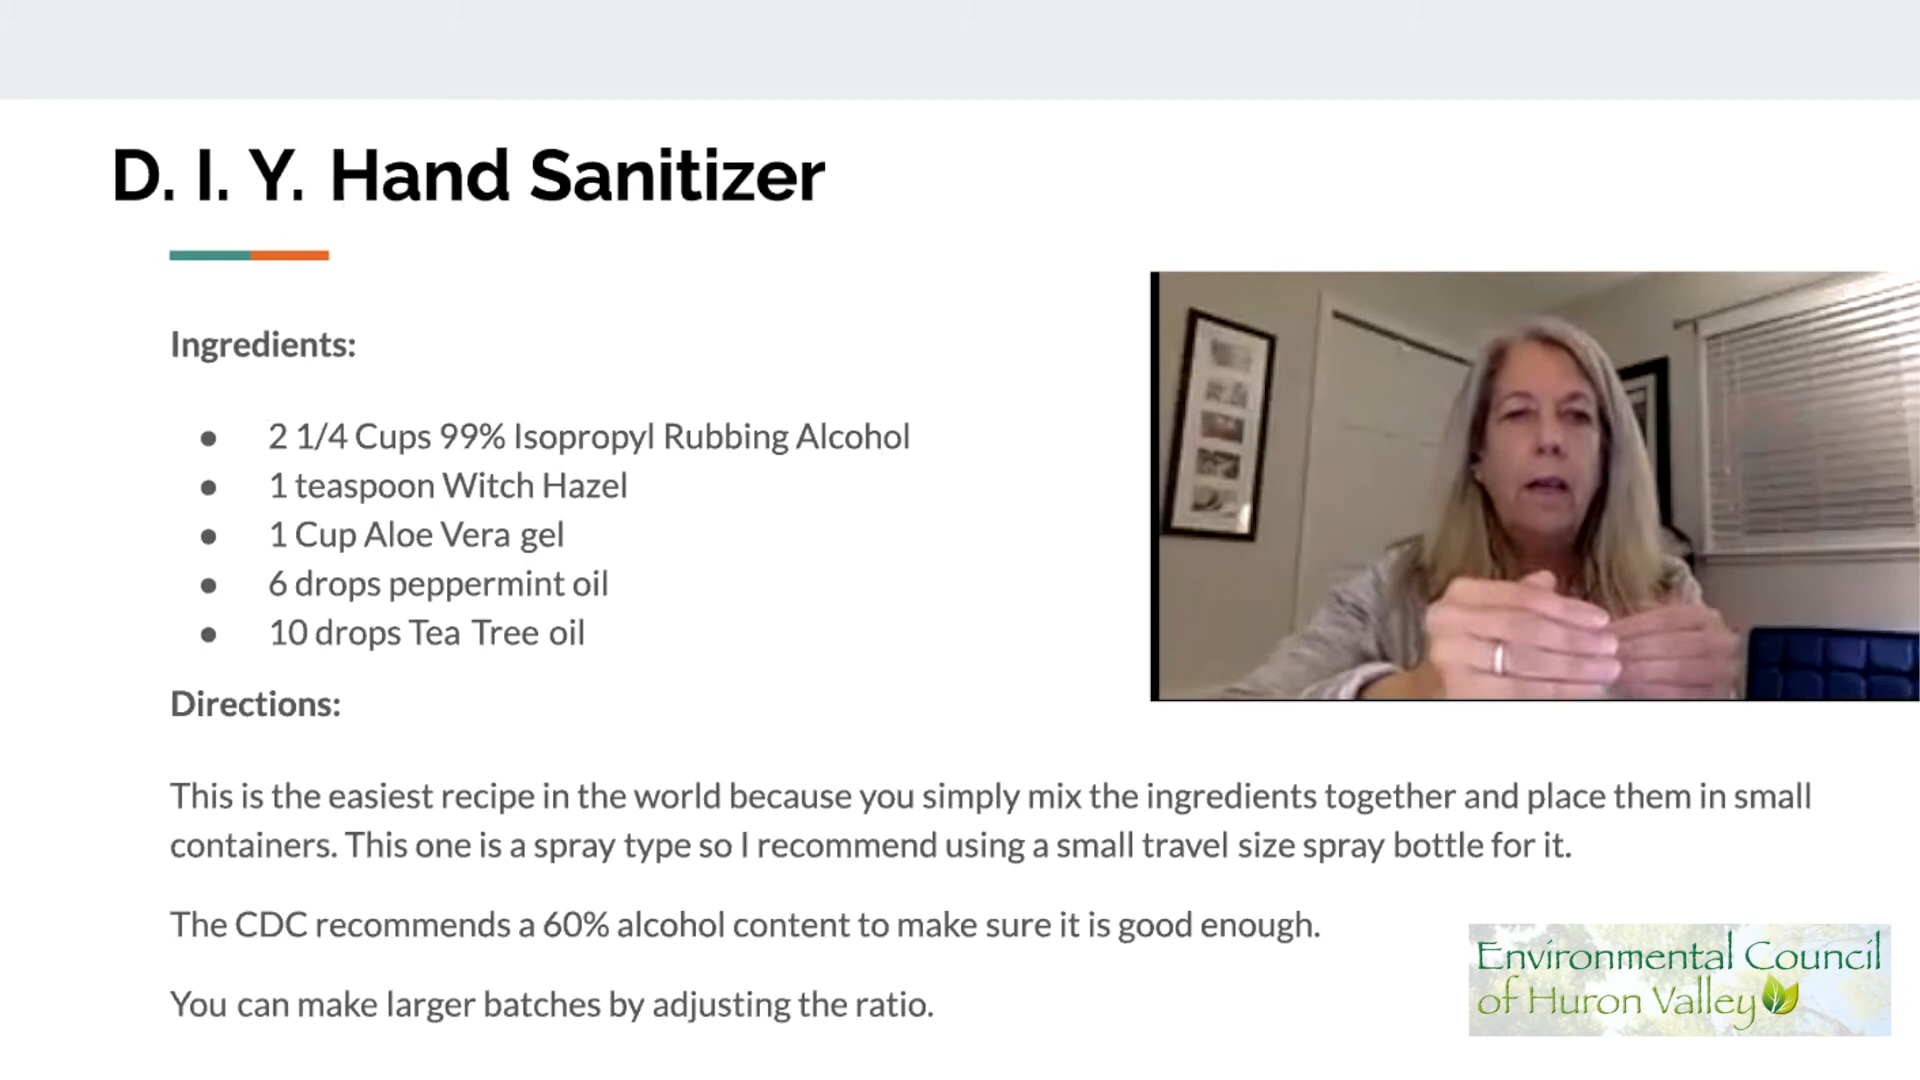 D. I. Y. Hand Sanitizer
Ingredients:
● 2 1/4 Cups 99% Isopropyl Rubbing Alcohol
● 1 teaspoon Witch Hazel
● 1 Cup Aloe Vera gel
● 6 drops peppermint oil
● 10 drops Tea Tree oil
Directions:
This is the easiest recipe in the world because you simply mix the ingredients together and place them in small
containers. This one is a spray type so I recommend using a small travel size spray bottle for it.
The CDC recommends a 60% alcohol content to make sure it is good enough.
You can make larger batches by adjusting the ratio.
Environmental Council
of Huron Valley